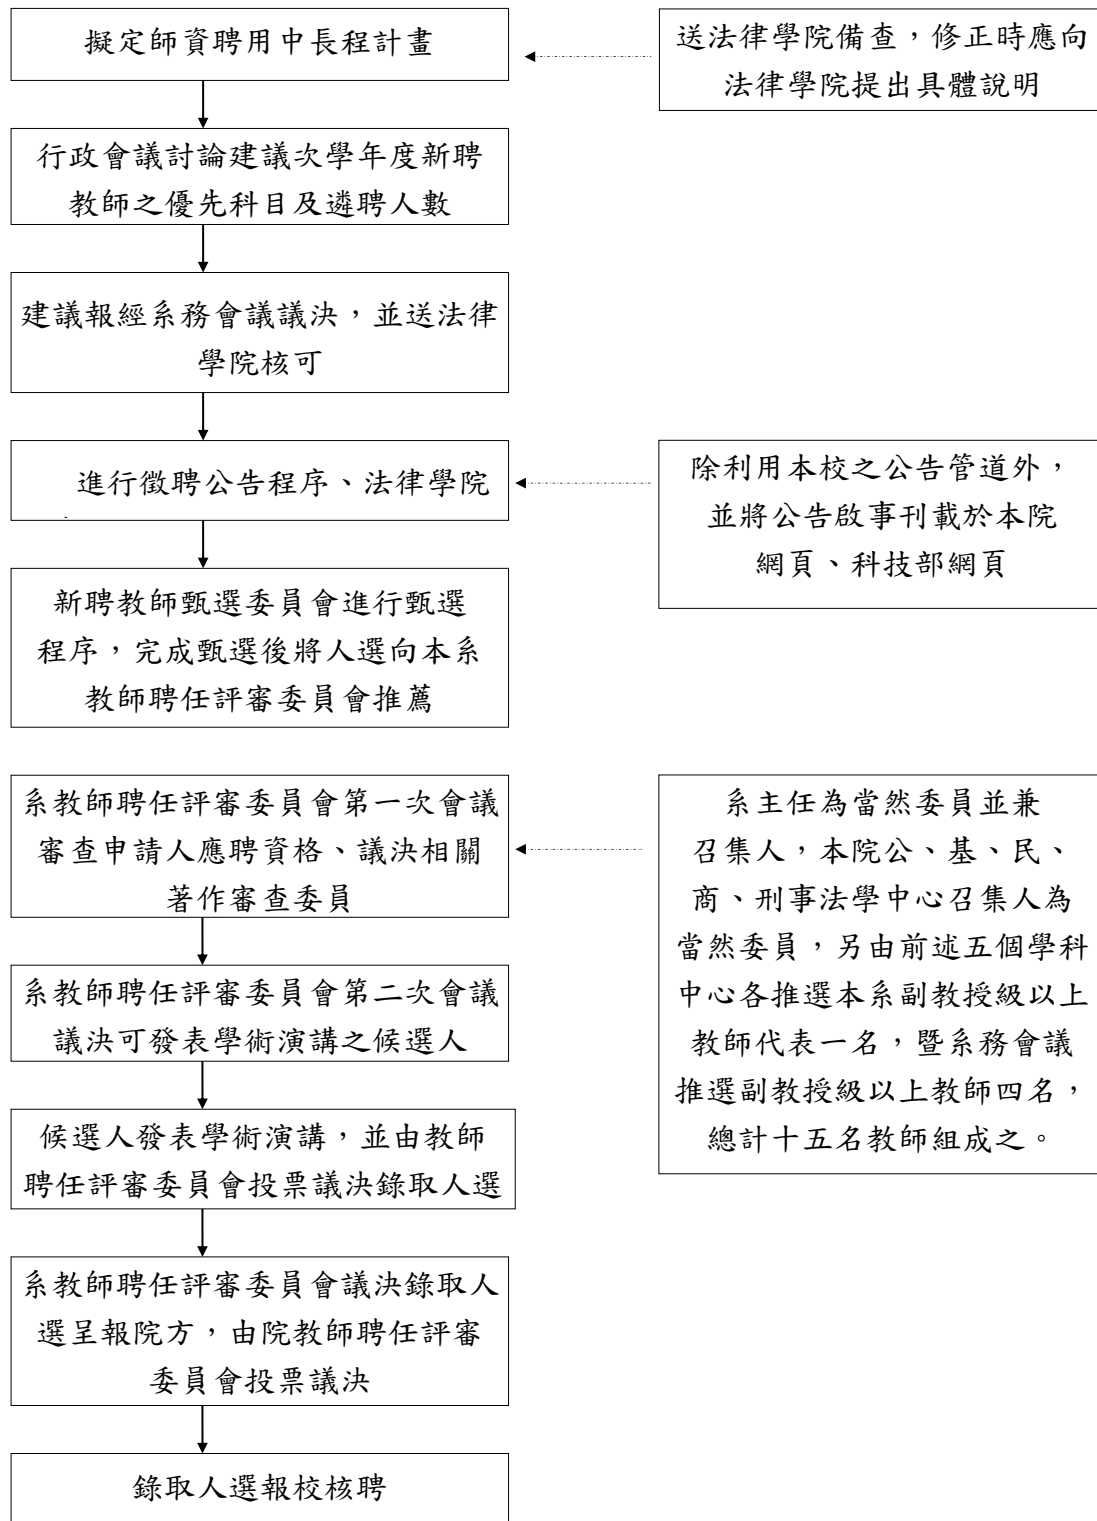 擬定師資聘用中長程計畫
送法律學院備查，修正時應向
法律學院提出具體說明
行政會議討論建議次學年度新聘
教師之優先科目及遴聘人數
建議報經系務會議議決，並送法律
學院核可
進行徵聘公告程序、法律學院
除利用本校之公告管道外，
並將公告啟事刊載於本院
網頁、科技部網頁
新聘教師甄選委員會進行甄選
程序，完成甄選後將人選向本系
教師聘任評審委員會推薦
系教師聘任評審委員會第一次會議
審查申請人應聘資格、議決相關
著作審查委員
系主任為當然委員並兼
召集人，本院公、基、民、
商、刑事法學中心召集人為
當然委員，另由前述五個學科
中心各推選本系副教授級以上
教師代表一名，暨系務會議
推選副教授級以上教師四名，
總計十五名教師組成之。
系教師聘任評審委員會第二次會議
議決可發表學術演講之候選人
候選人發表學術演講，並由教師
聘任評審委員會投票議決錄取人選
系教師聘任評審委員會議決錄取人
選呈報院方，由院教師聘任評審
委員會投票議決
錄取人選報校核聘